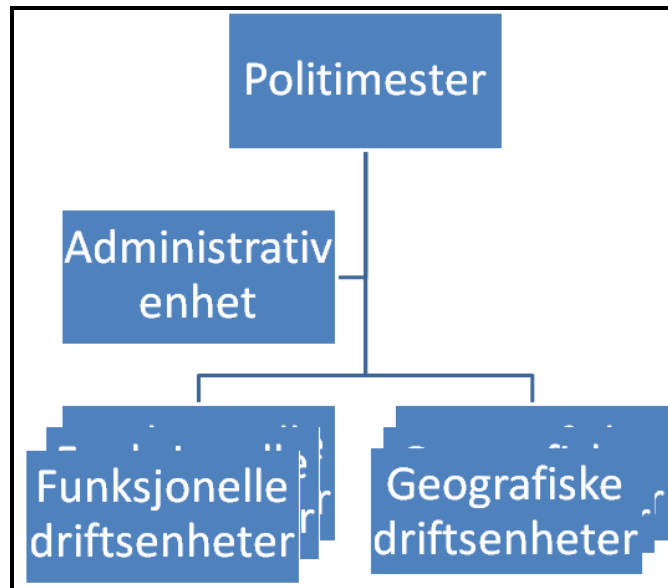 Politimester
Administrativ
enhet
Funksjonelle
driftsenheter
Geografiske
driftsenheter